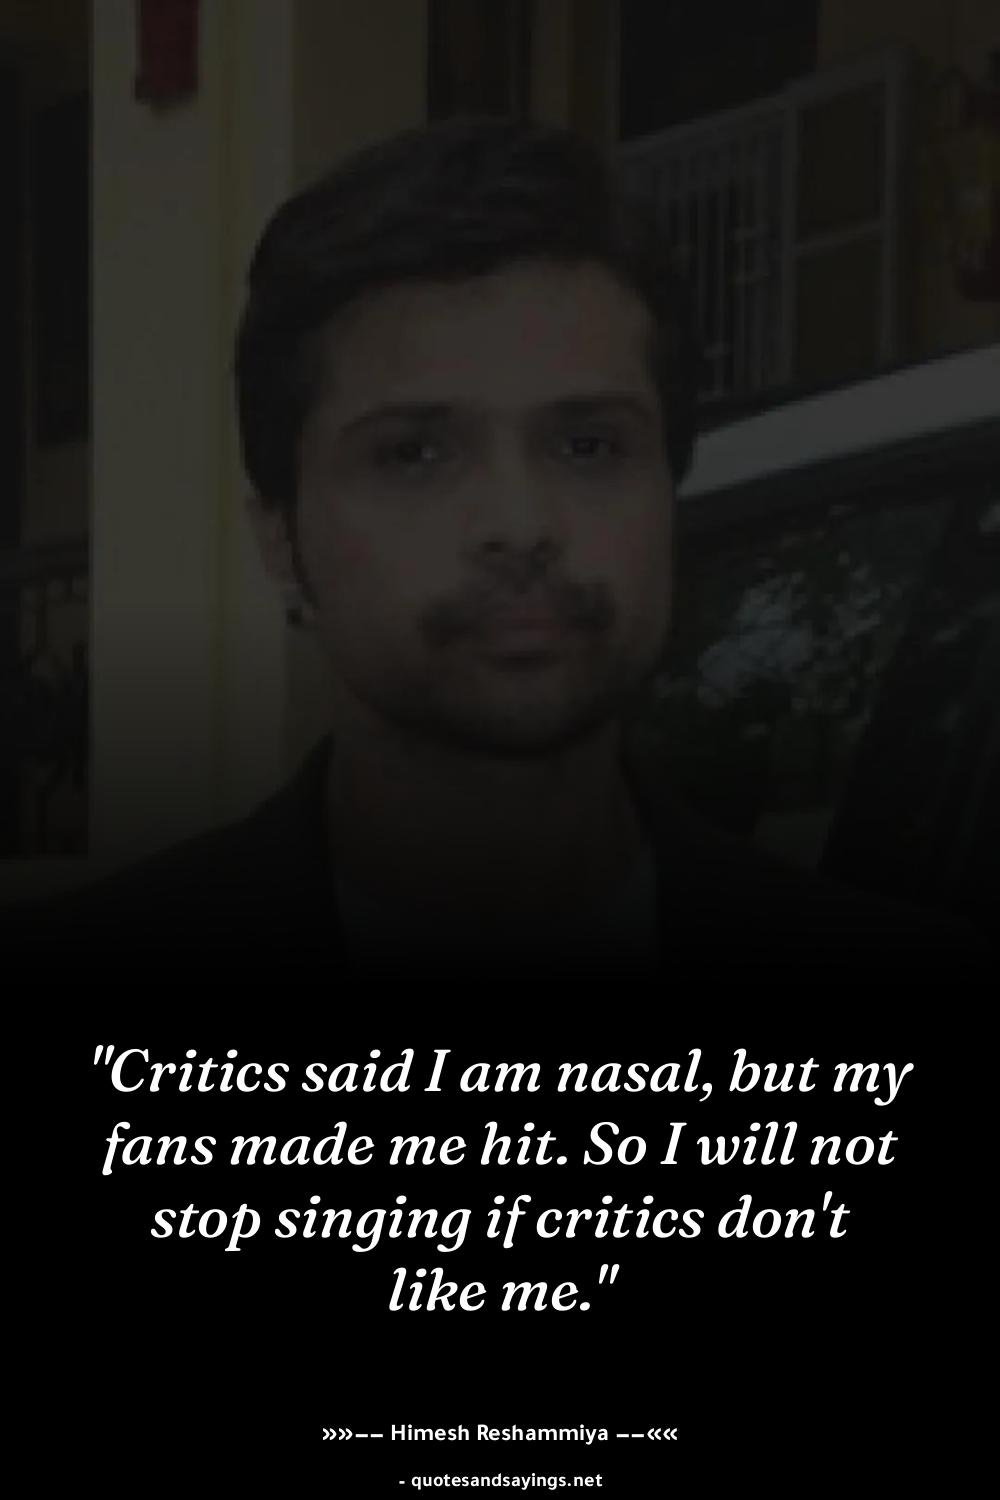 "Critics said I am nasal, but my
fans made me hit. So I will not
stop singing if critics don't
like me."
»»−− Himesh Reshammiya −−««
- quotesandsayings.net